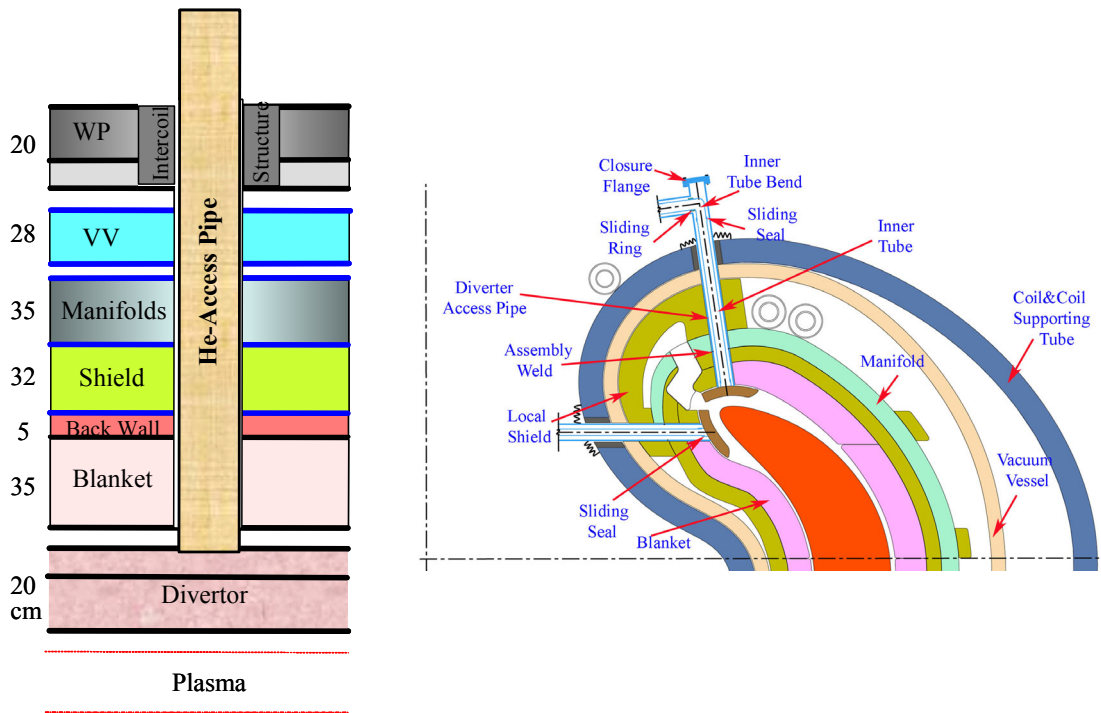 20
WP
Intercoil
Structure
28
VV
35
Manifolds
32
Shield
5
Back Wall
35
Blanket
He-Access Pipe
20
cm
Divertor
Plasma
Closure
Flange
Inner
Tube Bend
Sliding
Ring
Sliding
Seal
Inner
Tube
Diverter
Access Pipe
Coil&Coil
Supporting
Tube
Assembly
Weld
Manifold
Local
Shield
Vacuum
Vessel
Sliding
Seal
Blanket